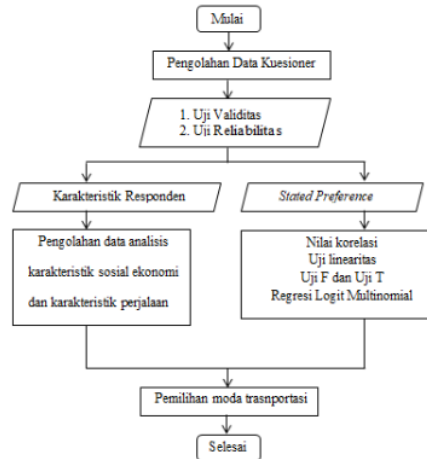 Mulai
Pengolahan Data Kuesioner
1. Uji Validitas
2. Uji Reliabilitas
Karakteristik Responden
Stated Preference
Pengolahan data analisis
karakteristik sosial ekonomi
dan karakteristik perjalaan
Nilai korelasi
Uji linearitas
Uji F dan Uji T
Regresi Logit Multinomial
Pemilihan moda trasnportasi
Selesai